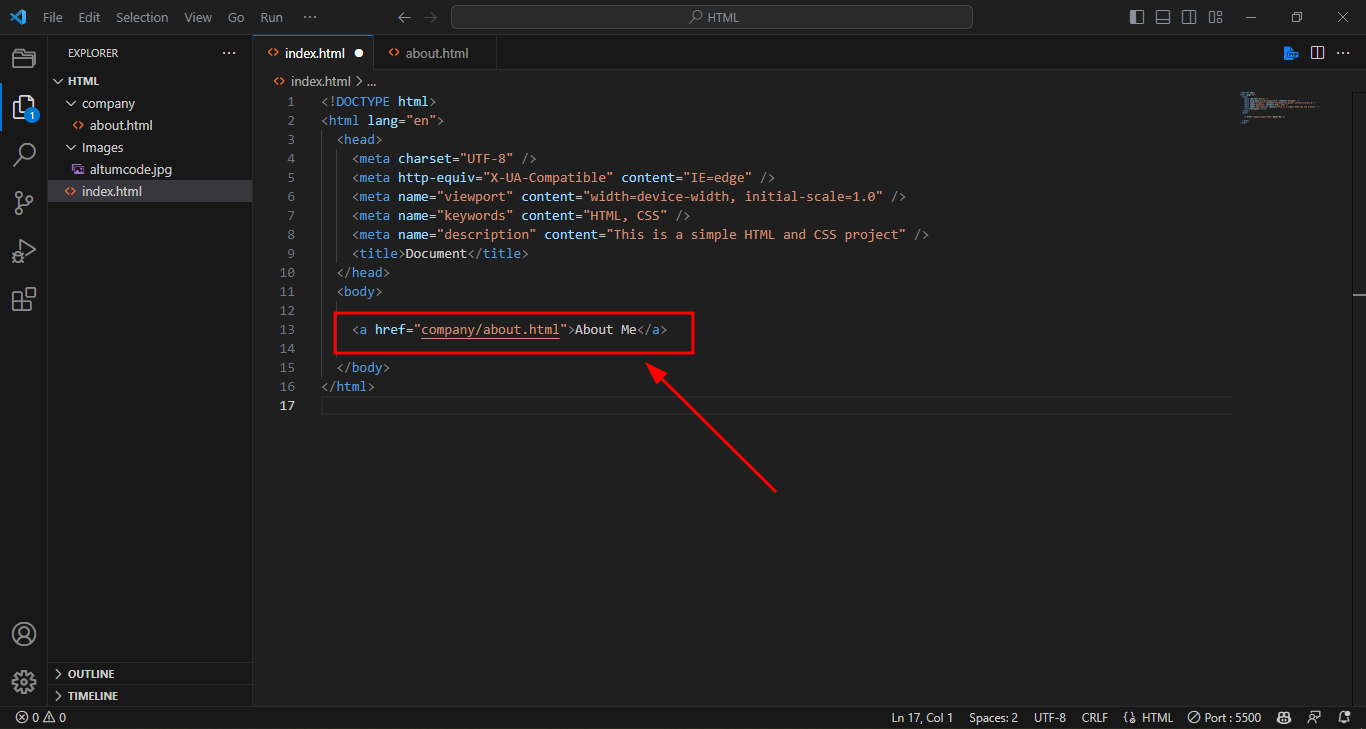 File Edit Selection View Go Run ···
HTML
EXPLORER ···
HTML
company
about.html
Images
altumcode.jpg
index.html
OUTLINE
TIMELINE
index.html about.html
index.html > ...
1 <!DOCTYPE html>
2 <html lang="en">
3 <head>
4 <meta charset="UTF-8" />
5 <meta http-equiv="X-UA-Compatible" content="IE=edge" />
6 <meta name="viewport" content="width=device-width, initial-scale=1.0" />
7 <meta name="keywords" content="HTML, CSS" />
8 <meta name="description" content="This is a simple HTML and CSS project" />
9 <title>Document</title>
10 </head>
11 <body>
12
13 <a href="company/about.html">About Me</a>
14
15 </body>
16 </html>
17
1
0 0 Ln 17, Col 1 Spaces: 2 UTF-8 CRLF HTML Port : 5500